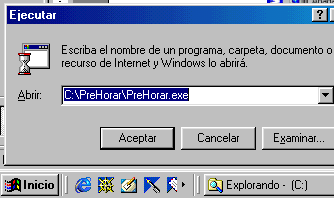 Ejecutar
Escriba el nombre de un programa, carpeta, documento o
recurso de Internet y Windows lo abrirá.
Abrir:
C:\PreHorar\PreHorar.exe
Aceptar
Cancelar
Examinar...
Inicio
Explorando - (C:)